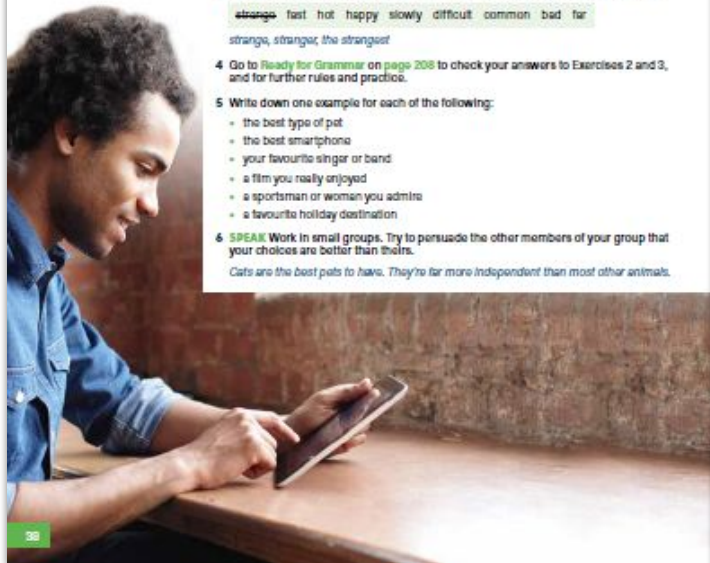 strange fast hot happy slowly difficult common bad far
strange, stranger, the strangest
4 Go to Ready for Grammar on page 208 to check your answers to Exercises 2 and 3,
and for further rules and practice.
5 Write down one example for each of the following:
• the best type of pet
• the best smartphone
• your favourite singer or band
• a film you really enjoyed
• a sportsman or woman you admire
• a favourite holiday destination
6 SPEAK Work in small groups. Try to persuade the other members of your group that
your choices are better than theirs.
Cats are the best pets to have. They're far more independent than most other animals.
38